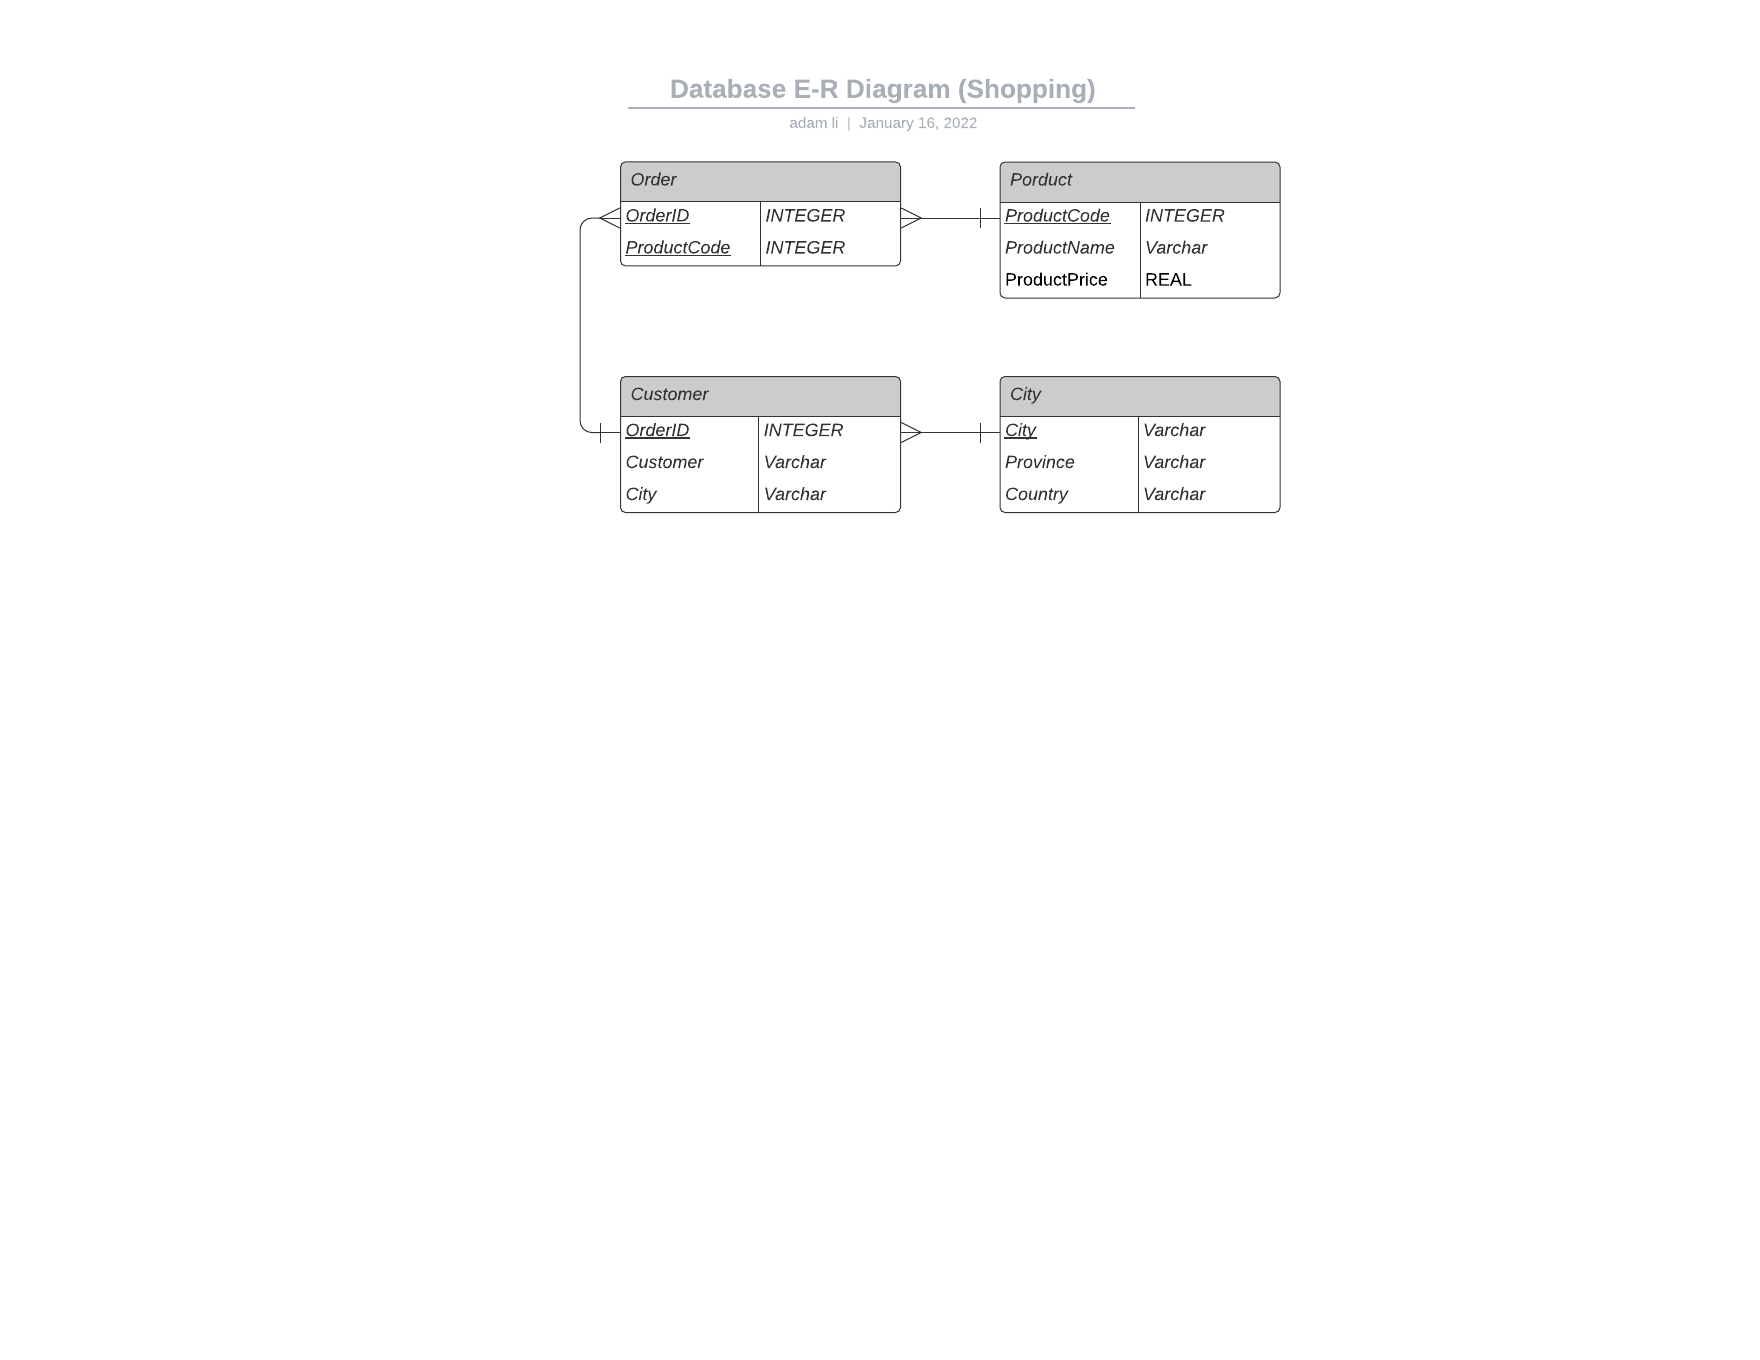 Database E-R Diagram (Shopping)
adam li | January 16, 2022
Order
OrderID INTEGER
ProductCode INTEGER
Porduct
ProductCode INTEGER
ProductName Varchar
ProductPrice REAL
Customer
OrderID INTEGER
Customer Varchar
City Varchar
City
City Varchar
Province Varchar
Country Varchar